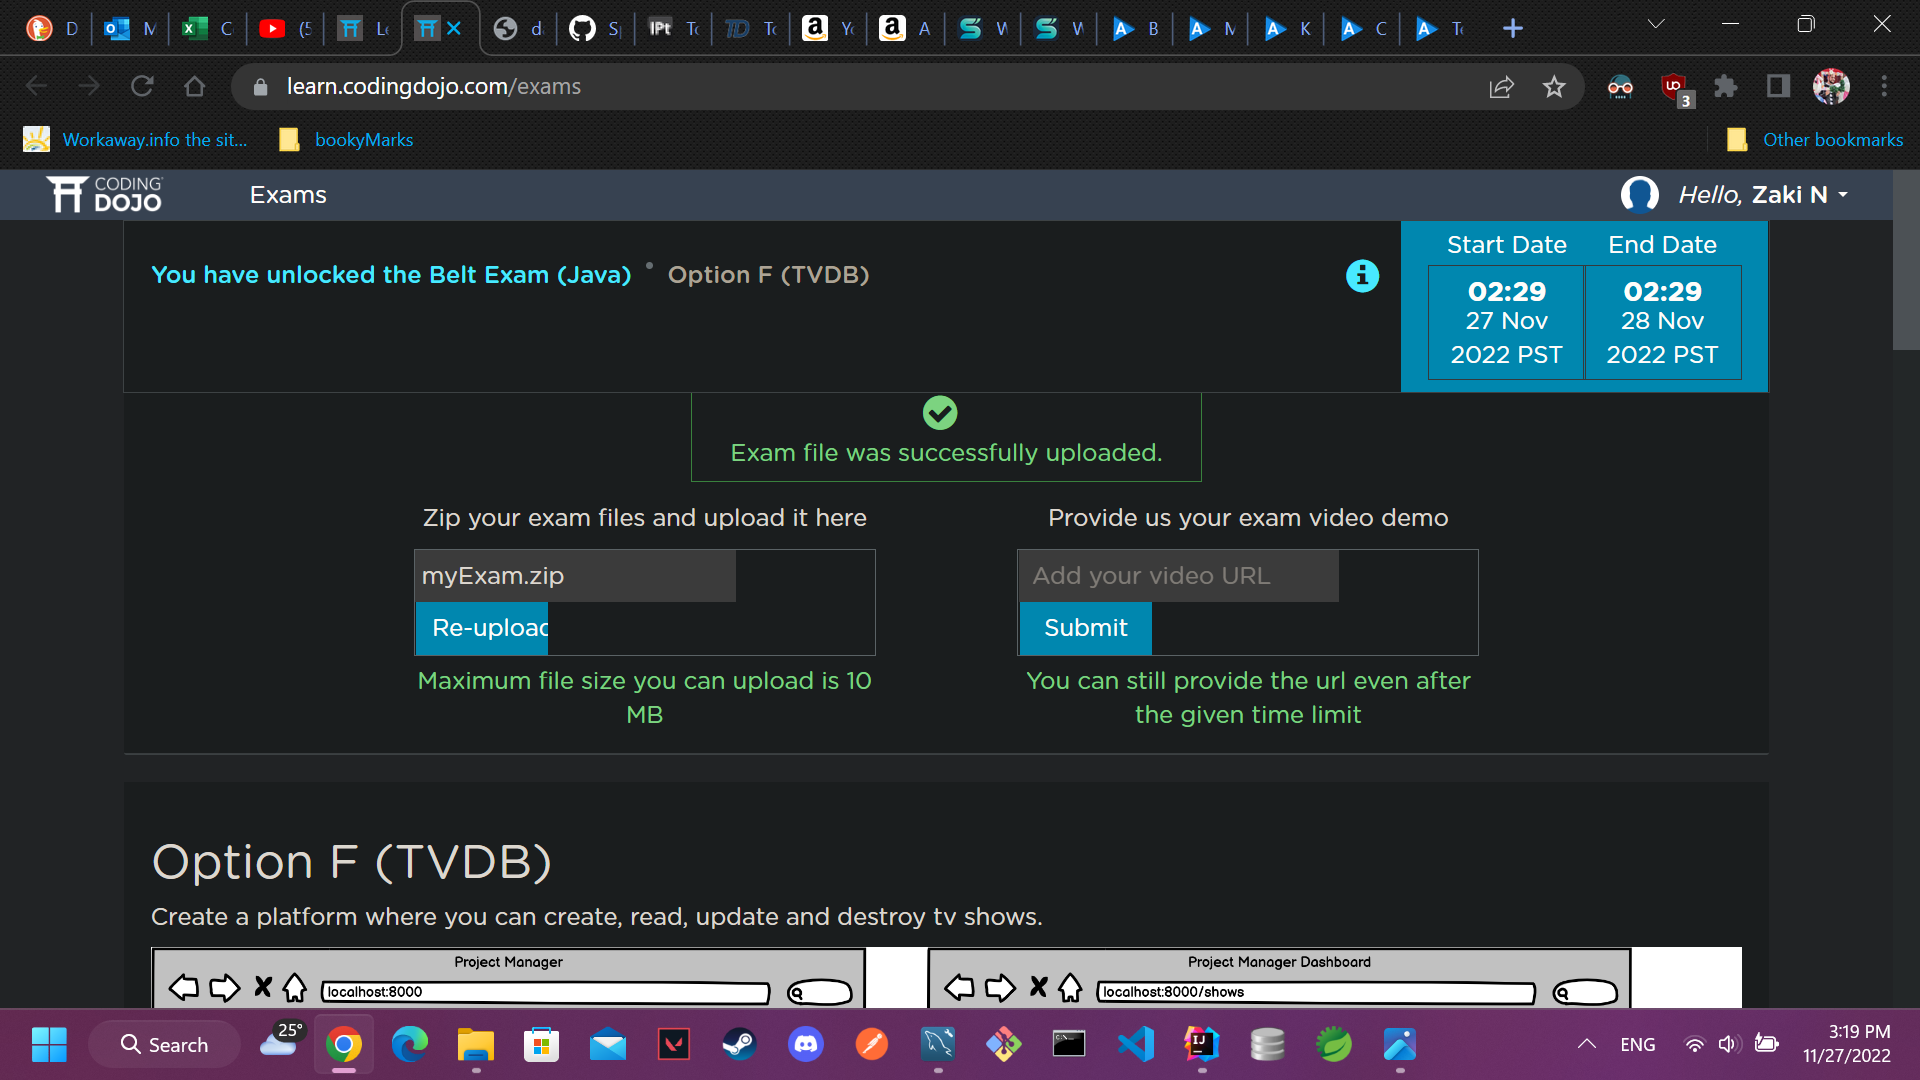 D
M
C
(5
Le
d
S
IPt
To
TD
To
Yo
A
W
W
B
M
K
C
To
learn.codingdojo.com/exams
3
Workaway.info the sit...
bookyMarks
Other bookmarks
CODING
DOJO
Exams
Hello, Zaki N
You have unlocked the Belt Exam (Java) • Option F (TVDB)
Start Date
End Date
02:29
27 Nov
2022 PST
02:29
28 Nov
2022 PST
Exam file was successfully uploaded.
Zip your exam files and upload it here
myExam.zip
Re-upload
Maximum file size you can upload is 10
MB
Provide us your exam video demo
Add your video URL
Submit
You can still provide the url even after
the given time limit
Option F (TVDB)
Create a platform where you can create, read, update and destroy tv shows.
Project Manager
localhost:8000
Project Manager Dashboard
localhost:8000/shows
Search
25°
ENG
3:19 PM
11/27/2022